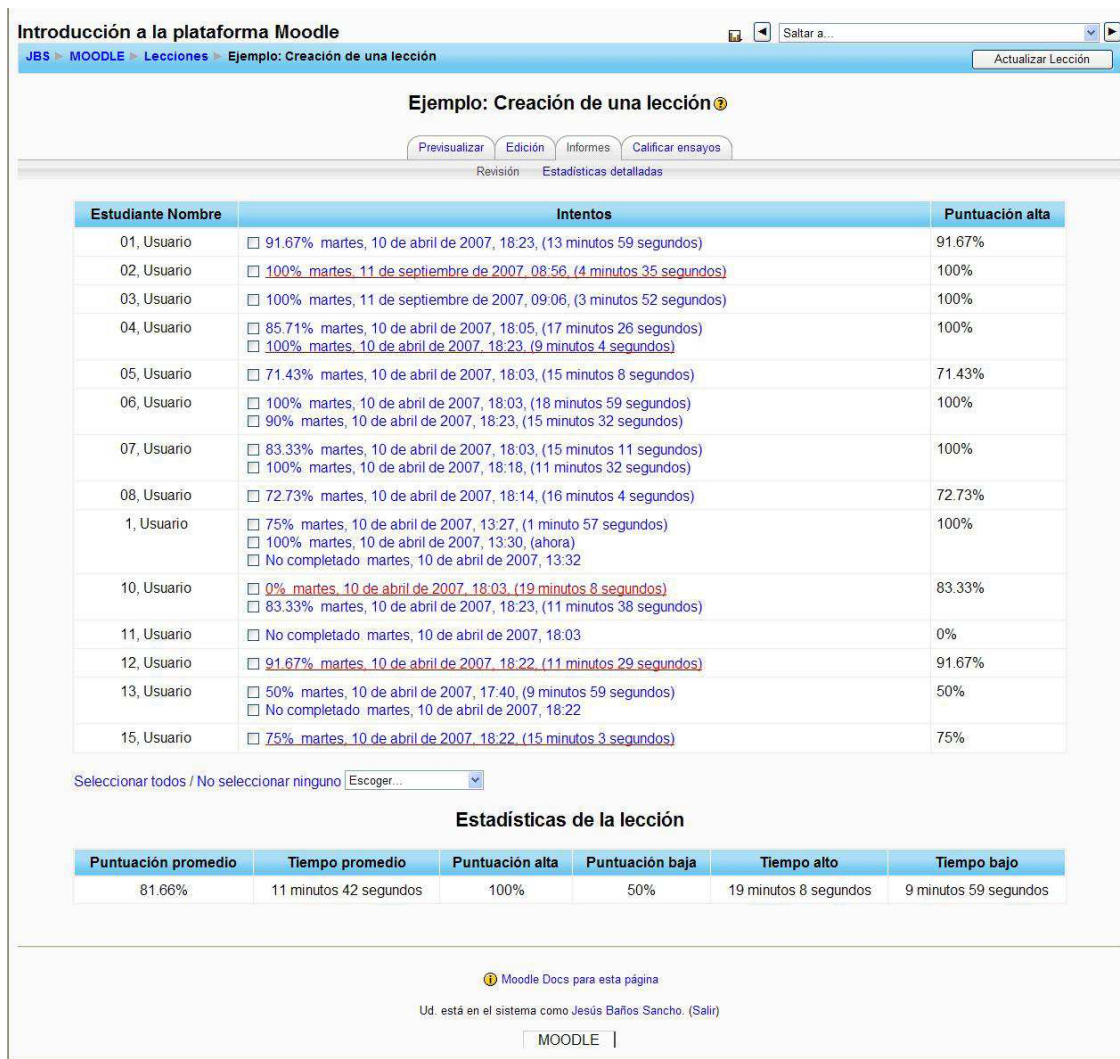 Introducción a la plataforma Moodle
Saltar a...
JBS ► MOODLE ► Lecciones ► Ejemplo: Creación de una lección
Actualizar Lección
Ejemplo: Creación de una lección
Previsualizar Edición Informes Calificar ensayos
Revisión Estadísticas detalladas
Estudiante Nombre Intentos Puntuación alta
01, Usuario 91.67% martes, 10 de abril de 2007, 18:23, (13 minutos 59 segundos) 91.67%
02, Usuario 100% martes, 11 de septiembre de 2007, 08:56, (4 minutos 35 segundos) 100%
03, Usuario 100% martes, 11 de septiembre de 2007, 09:06, (3 minutos 52 segundos) 100%
04, Usuario 85.71% martes, 10 de abril de 2007, 18:05, (17 minutos 26 segundos) 100%
100% martes, 10 de abril de 2007, 18:23, (9 minutos 4 segundos)
05, Usuario 71.43% martes, 10 de abril de 2007, 18:03, (15 minutos 8 segundos) 71.43%
06, Usuario 100% martes, 10 de abril de 2007, 18:03, (18 minutos 59 segundos) 100%
90% martes, 10 de abril de 2007, 18:23, (15 minutos 32 segundos)
07, Usuario 83.33% martes, 10 de abril de 2007, 18:03, (15 minutos 11 segundos) 100%
100% martes, 10 de abril de 2007, 18:18, (11 minutos 32 segundos)
08, Usuario 72.73% martes, 10 de abril de 2007, 18:14, (16 minutos 4 segundos) 72.73%
1, Usuario 75% martes, 10 de abril de 2007, 13:27, (1 minuto 57 segundos) 100%
100% martes, 10 de abril de 2007, 13:30, (ahora)
No completado martes, 10 de abril de 2007, 13:32
10, Usuario 0% martes, 10 de abril de 2007, 18:03, (19 minutos 8 segundos) 83.33%
83.33% martes, 10 de abril de 2007, 18:23, (11 minutos 38 segundos)
11, Usuario No completado martes, 10 de abril de 2007, 18:03 0%
12, Usuario 91.67% martes, 10 de abril de 2007, 18:22, (11 minutos 29 segundos) 91.67%
13, Usuario 50% martes, 10 de abril de 2007, 17:40, (9 minutos 59 segundos) 50%
No completado martes, 10 de abril de 2007, 18:22
15, Usuario 75% martes, 10 de abril de 2007, 18:22, (15 minutos 3 segundos) 75%
Seleccionar todos / No seleccionar ninguno Escoger...
Estadísticas de la lección
Puntuación promedio Tiempo promedio Puntuación alta Puntuación baja Tiempo alto Tiempo bajo
81.66% 11 minutos 42 segundos 100% 50% 19 minutos 8 segundos 9 minutos 59 segundos
Moodle Docs para esta página
Ud. está en el sistema como Jesús Baños Sancho. (Salir)
MOODLE